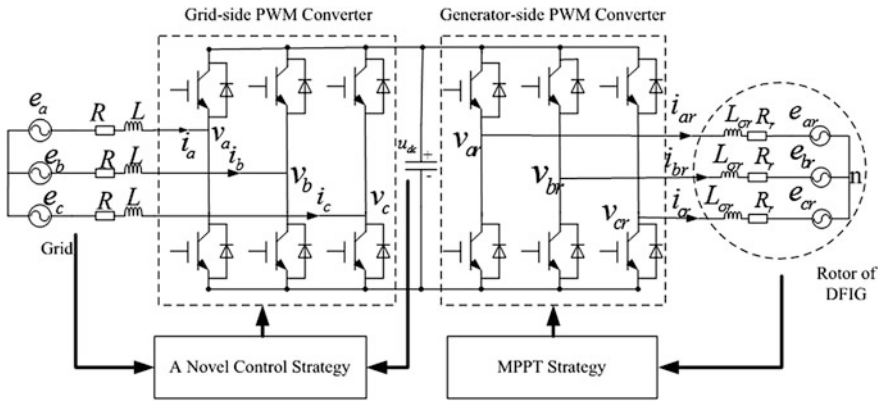 Grid-side PWM Converter
Generator-side PWM Converter
e_a
R
L
i_a
v_a
e_b
R
L
i_b
v_b
e_c
R
L
i_c
v_c
Grid
u_dc
+
-
v_ar
i_ar
L_σr
R_r
e_ar
v_br
i_br
L_σr
R_r
e_br
n
v_cr
i_cr
L_σr
R_r
e_cr
Rotor of
DFIG
A Novel Control Strategy
MPPT Strategy